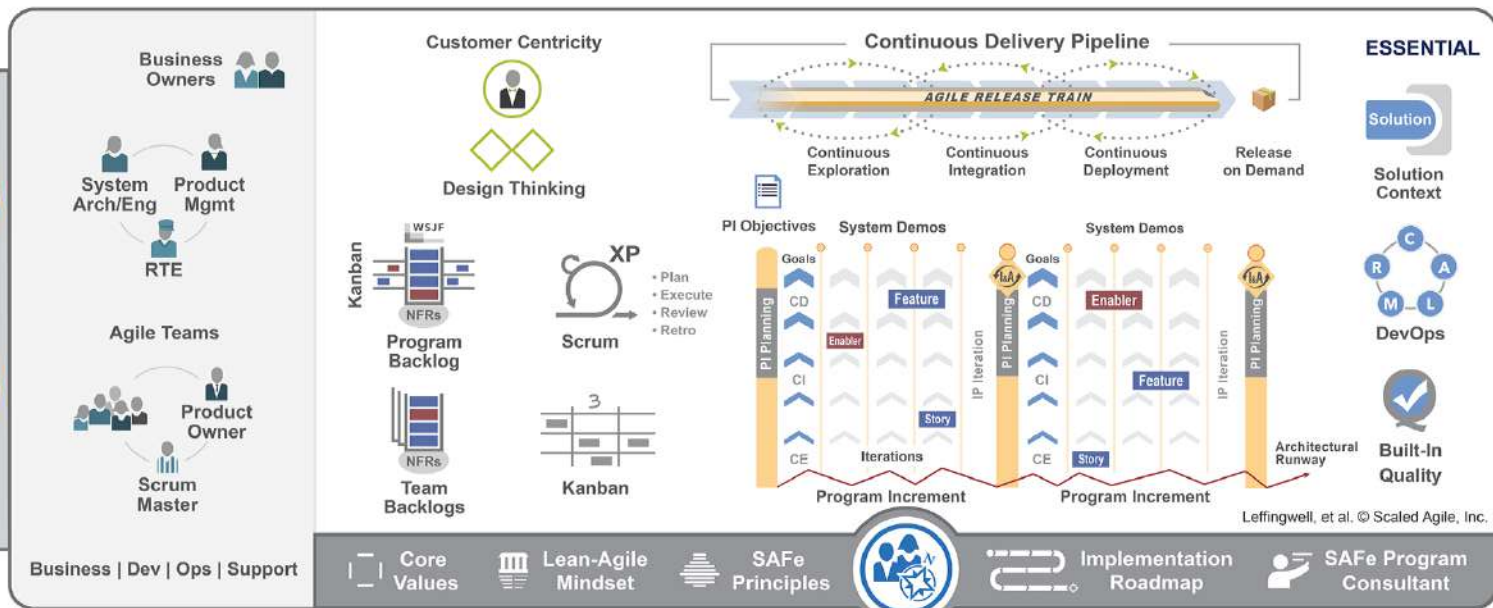 Business
Owners
System
Arch/Eng
Product
Mgmt
RTE
Agile Teams
Product
Owner
Scrum
Master
Business | Dev | Ops | Support
Customer Centricity
Design Thinking
Kanban
WSJF
NFRs
Program
Backlog
XP
• Plan
• Execute
• Review
• Retro
Scrum
NFRs
Team
Backlogs
3
Kanban
Continuous Delivery Pipeline
AGILE RELEASE TRAIN
Continuous
Exploration
Continuous
Integration
Continuous
Deployment
Release
on Demand
PI Objectives
System Demos
System Demos
PI Planning
Goals
CD
CI
CE
Feature
Enabler
Story
Iterations
IP Iteration
Program Increment
I&A
PI Planning
Goals
CD
CI
CE
Enabler
Feature
Story
IP Iteration
Program Increment
I&A
PI Planning
Architectural
Runway
ESSENTIAL
Solution
Solution
Context
C
A
L
M
R
DevOps
Built-In
Quality
Leffingwell, et al. © Scaled Agile, Inc.
Core
Values
Lean-Agile
Mindset
SAFe
Principles
N
Implementation
Roadmap
SAFe Program
Consultant